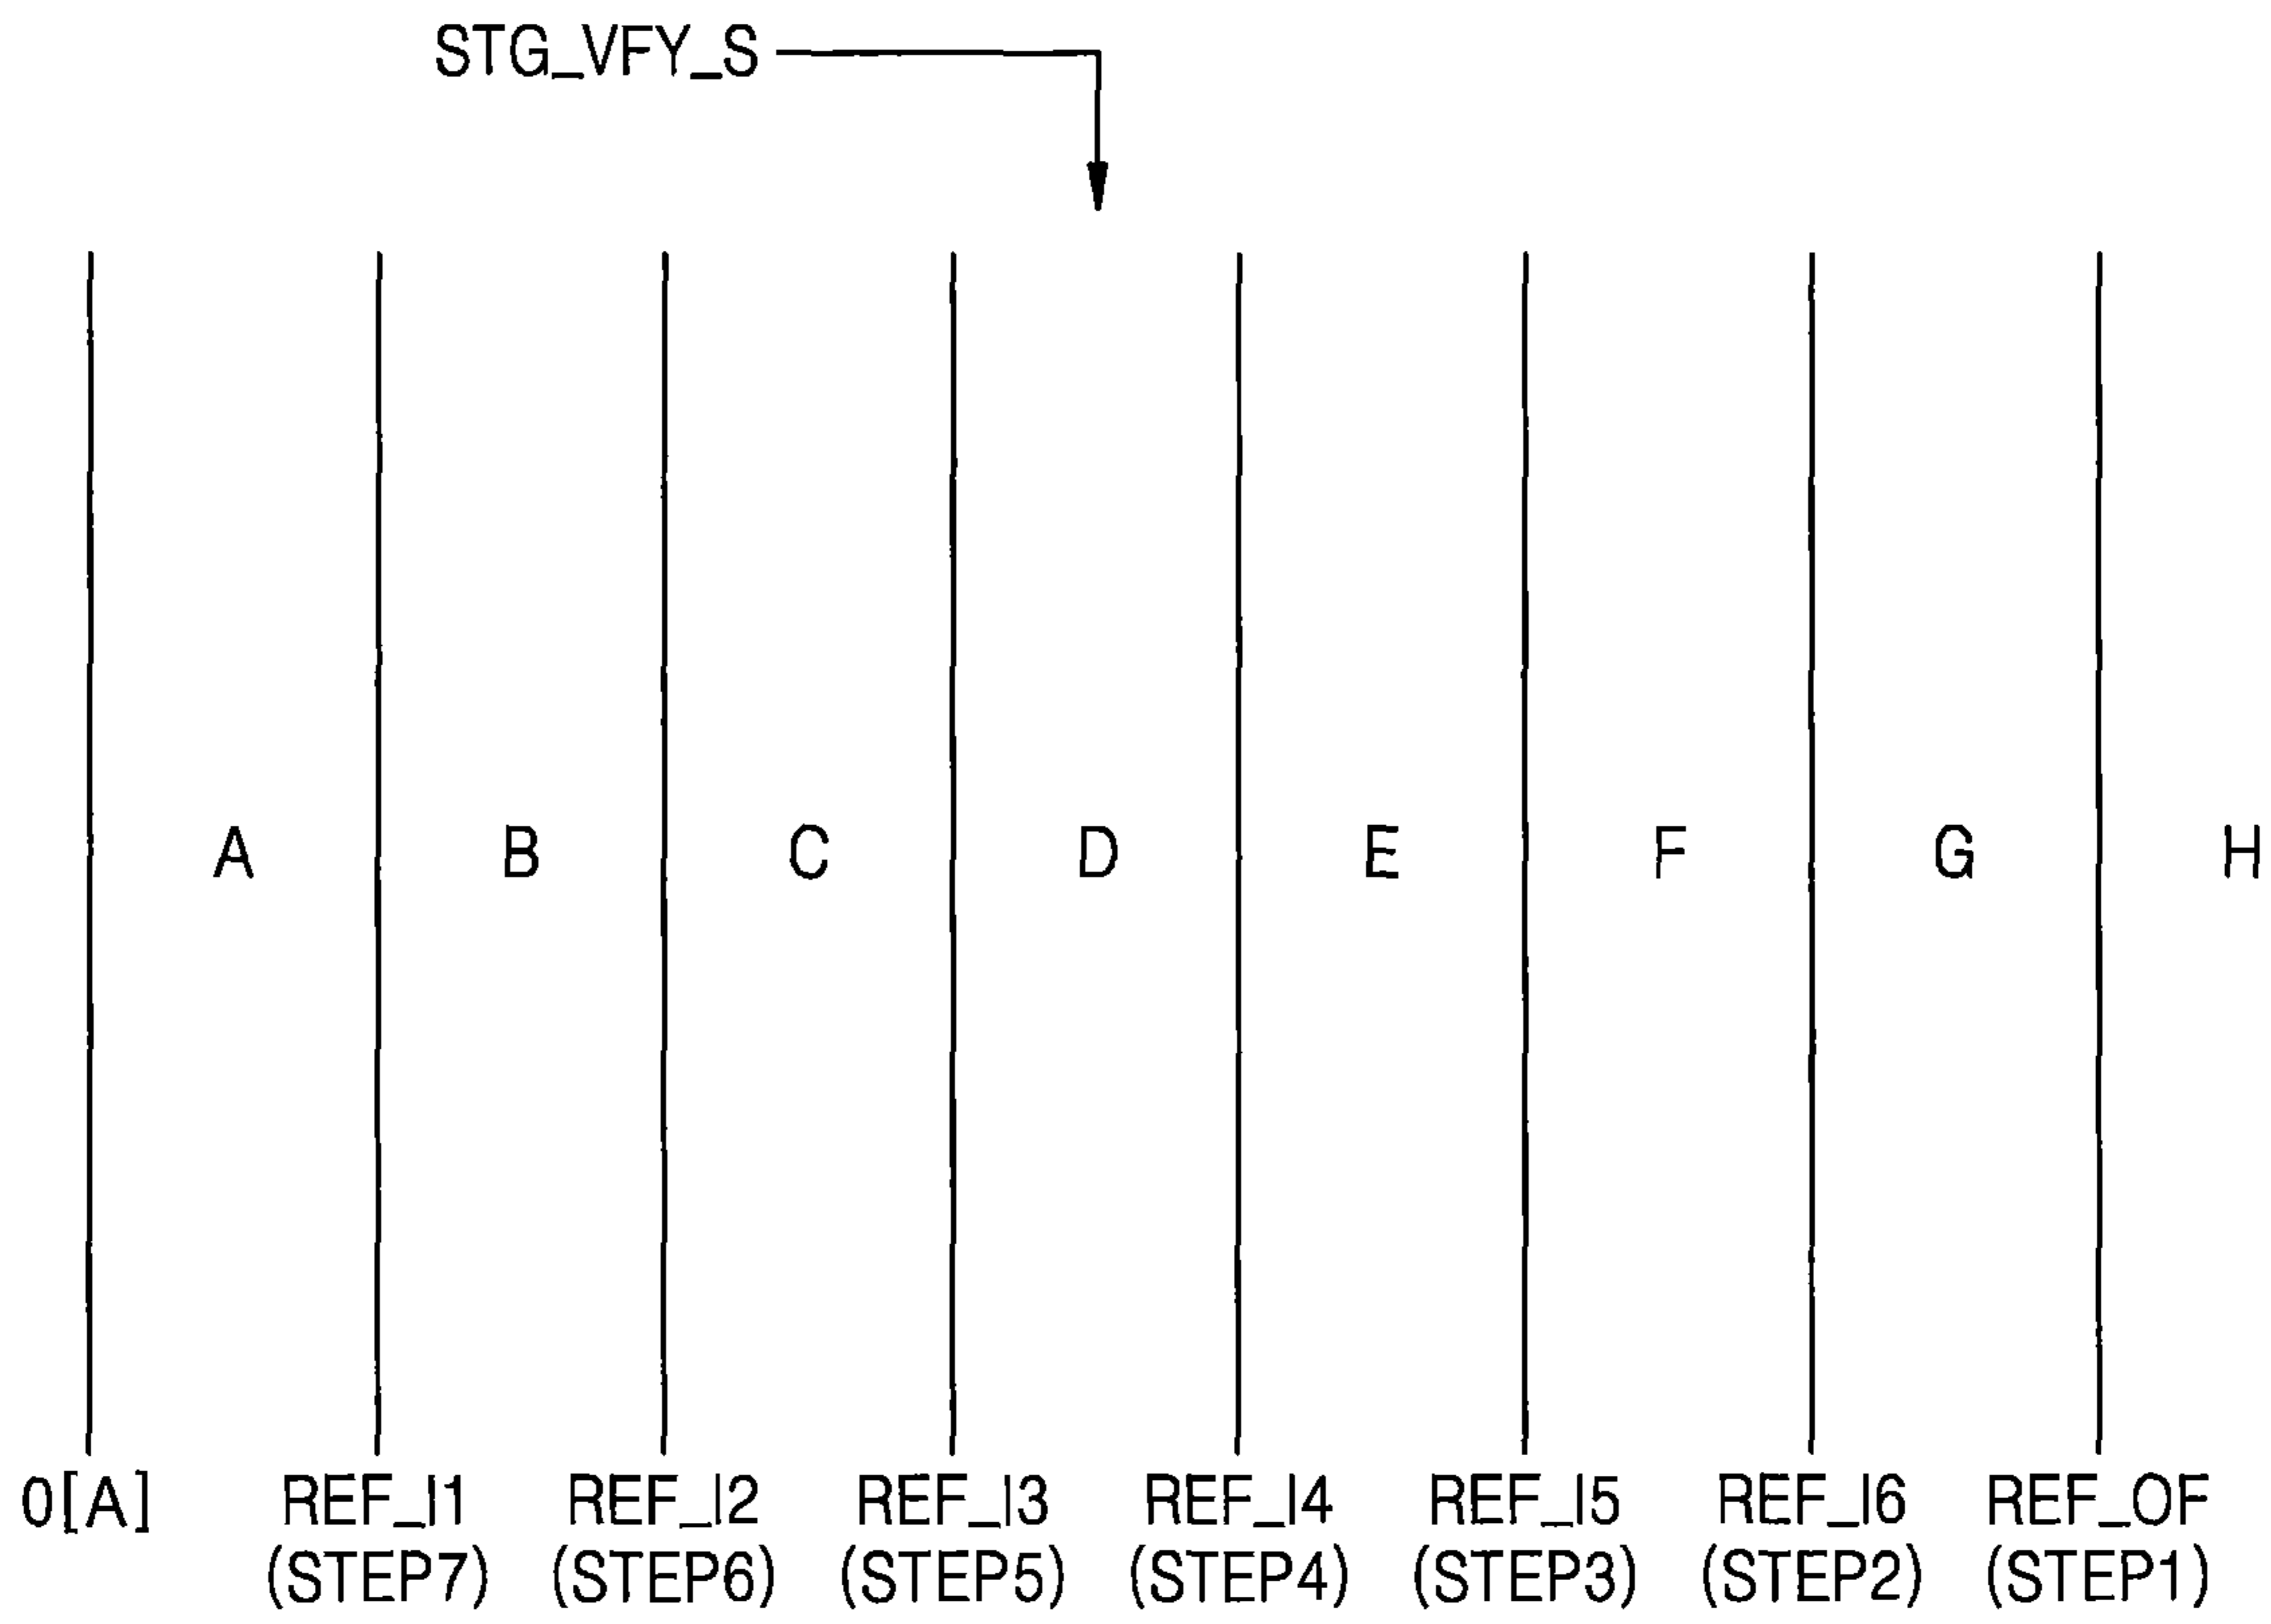 STG_VFY_S
A B C D E F G H
0[A] REF_I1 REF_I2 REF_I3 REF_I4 REF_I5 REF_I6 REF_OF
(STEP7) (STEP6) (STEP5) (STEP4) (STEP3) (STEP2) (STEP1)